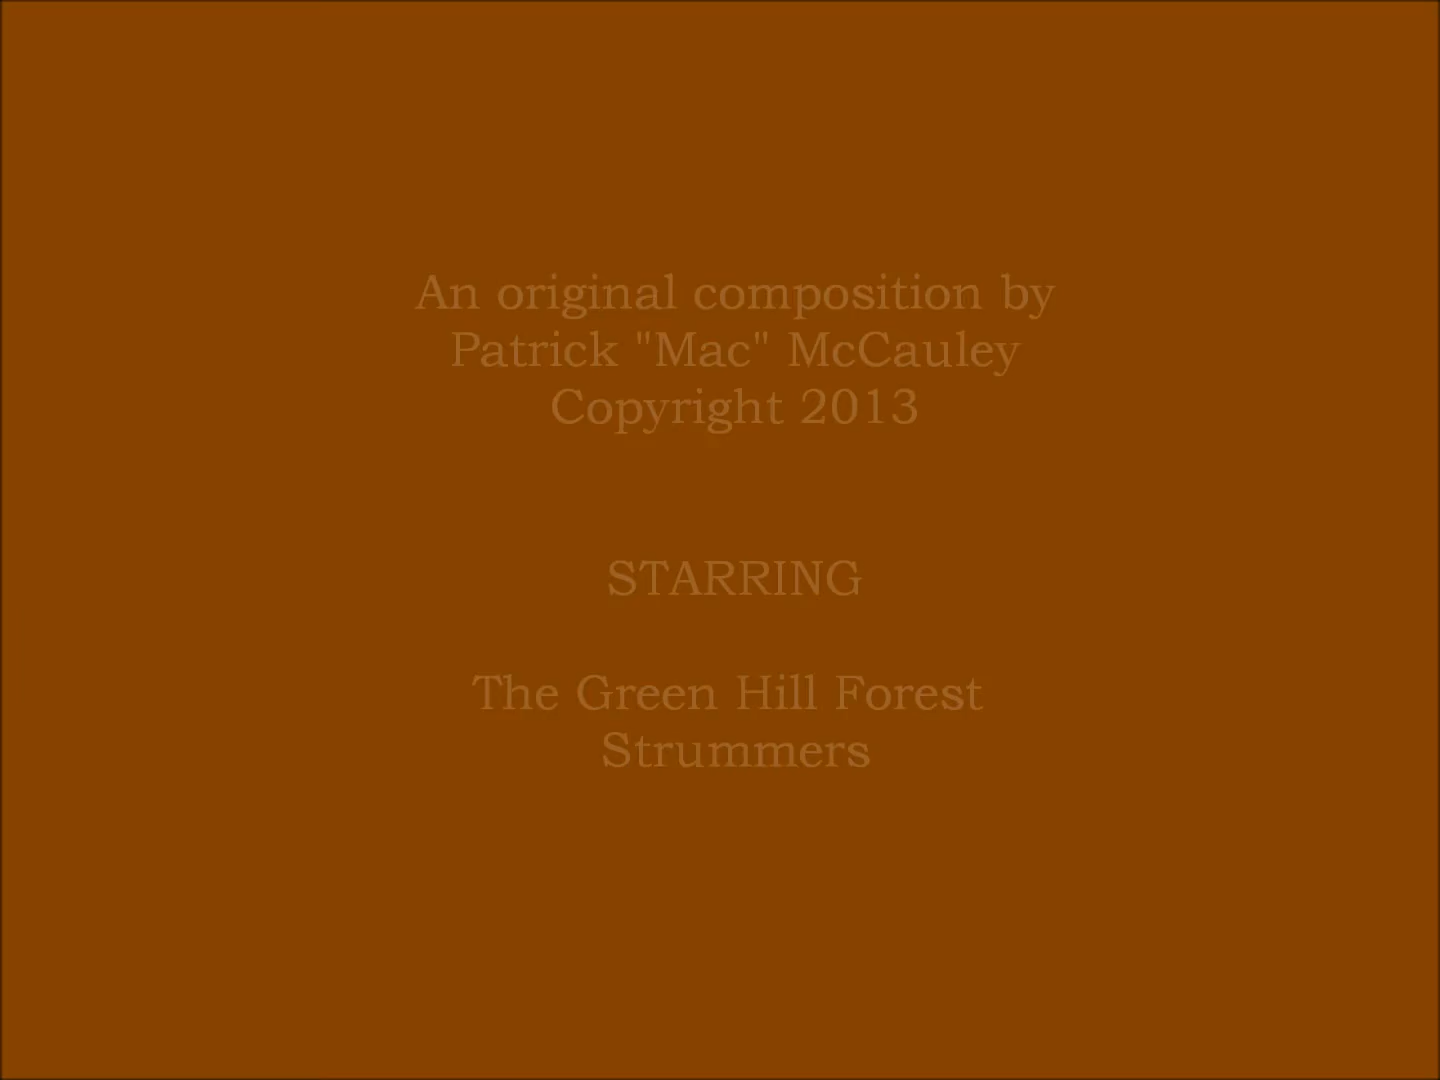 An original composition by
Patrick "Mac" McCauley
Copyright 2013
STARRING
The Green Hill Forest
Strummers